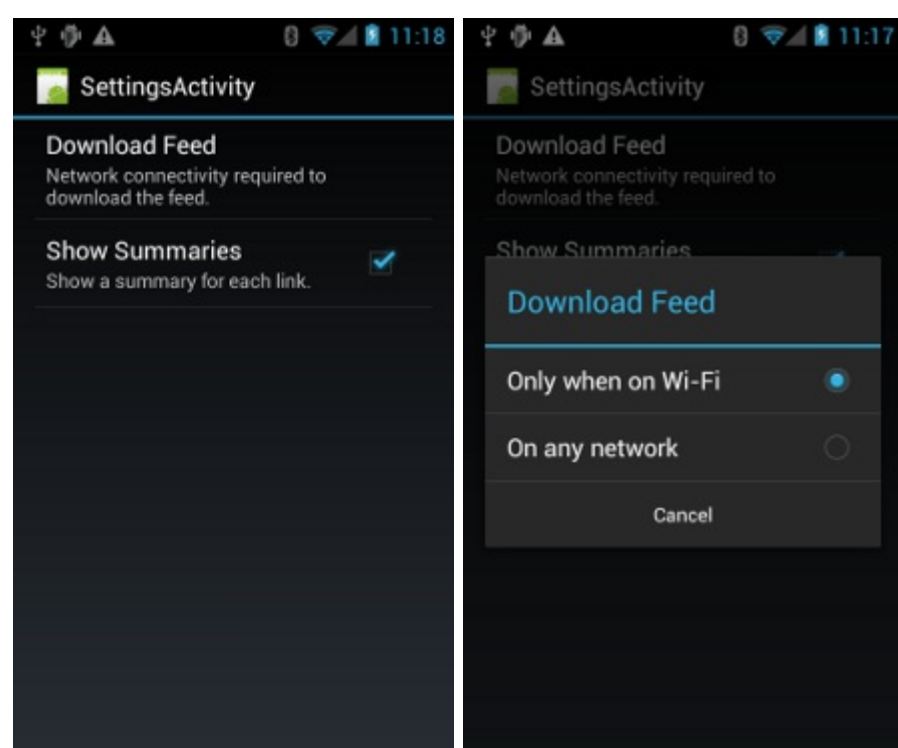 11:18
SettingsActivity
Download Feed
Network connectivity required to
download the feed.
Show Summaries
Show a summary for each link.
11:17
SettingsActivity
Download Feed
Network connectivity required to
download the feed.
Show Summaries
Download Feed
Only when on Wi-Fi
On any network
Cancel